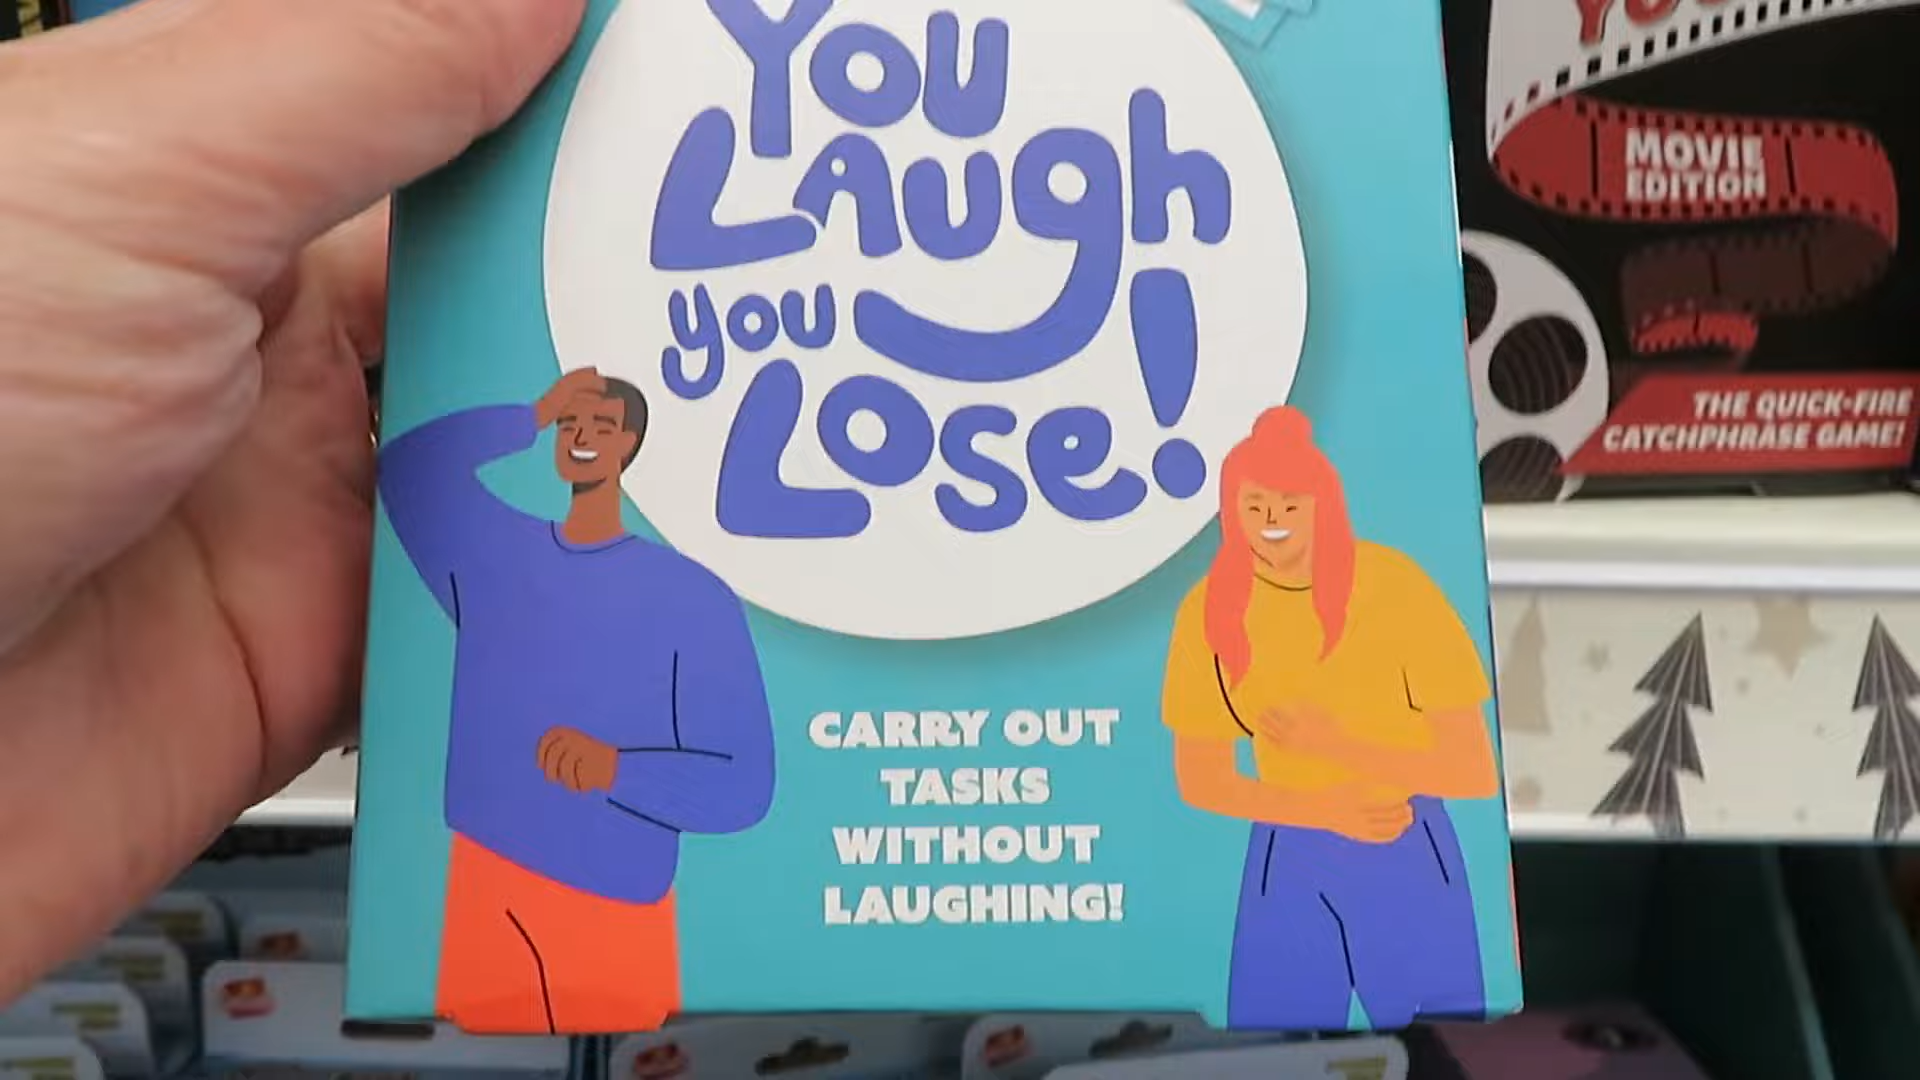 You
Laugh
you
Lose!
CARRY OUT
TASKS
WITHOUT
LAUGHING!
MOVIE
EDITION
THE QUICK-FIRE
CATCHPHRASE GAME!